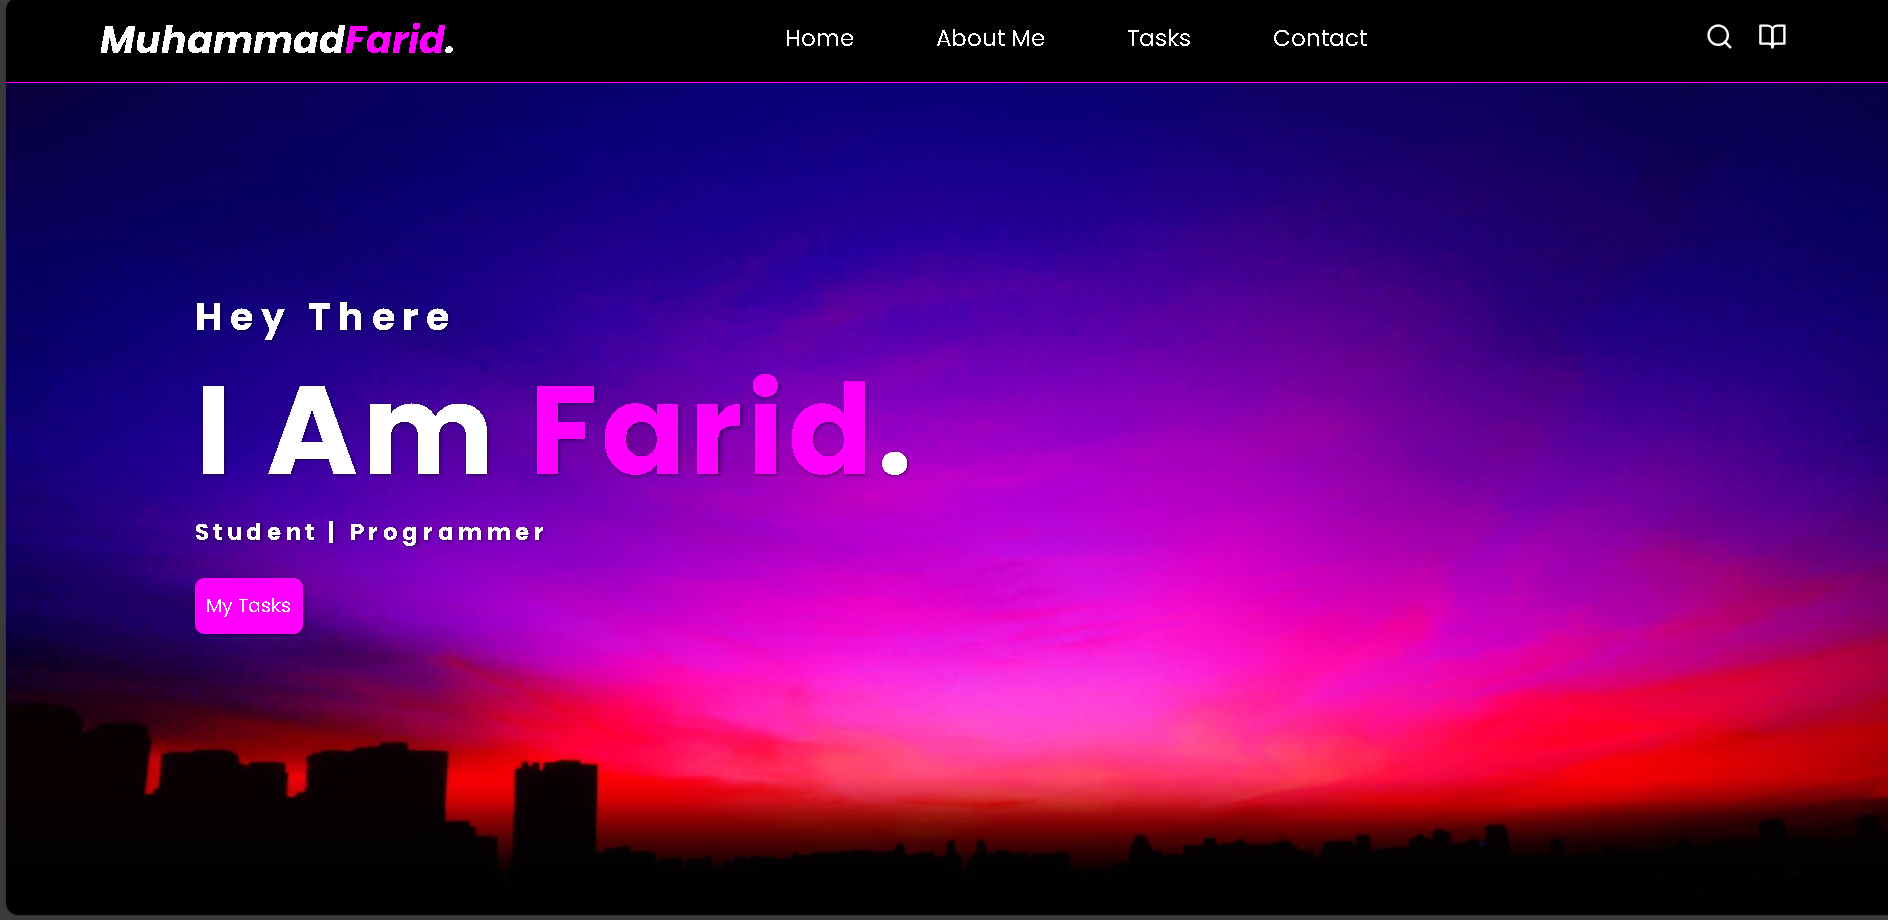 MuhammadFarid.
Home About Me Tasks Contact
Hey There
I Am Farid.
Student | Programmer
My Tasks